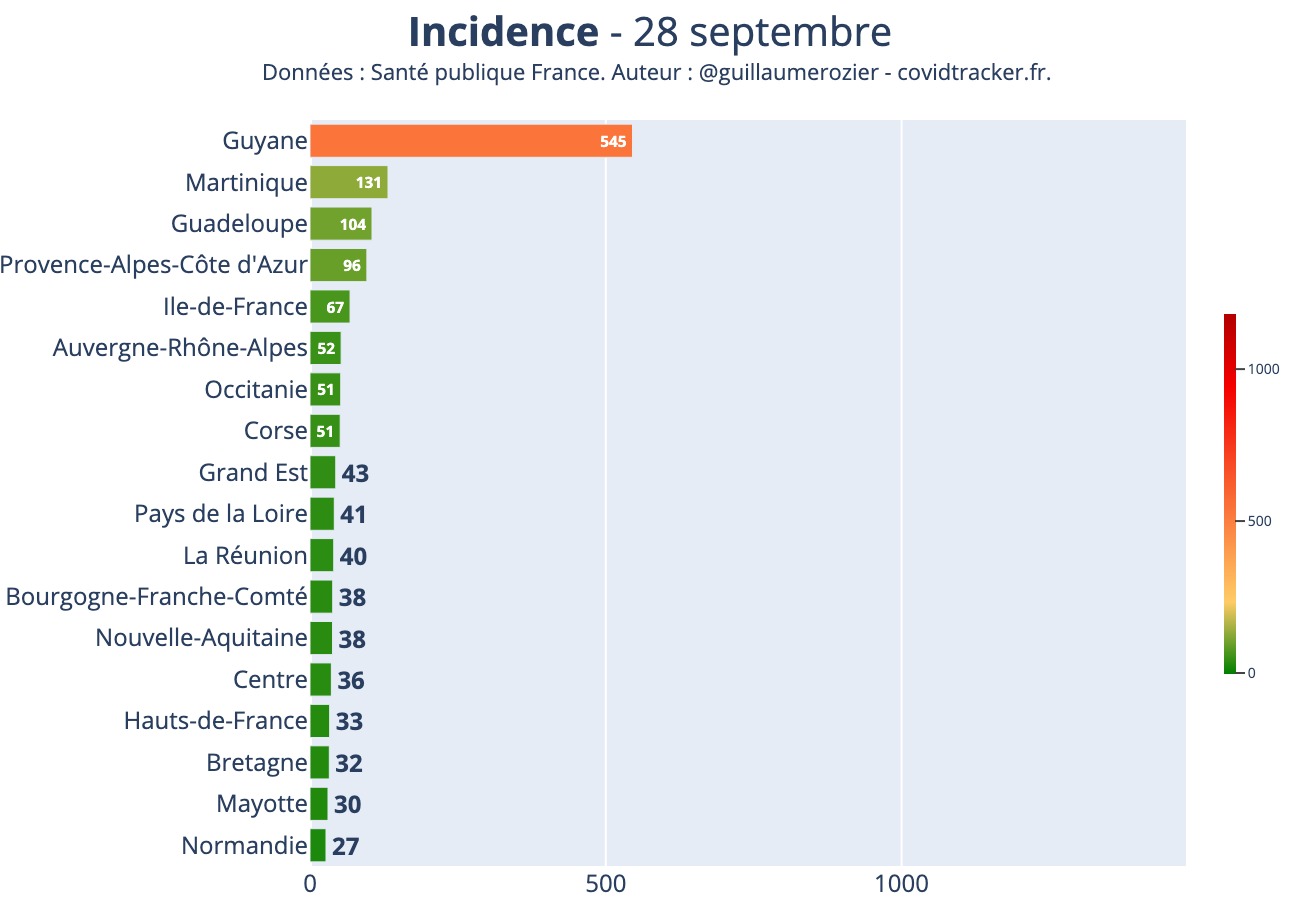 Incidence - 28 septembre
Données : Santé publique France. Auteur : @guillaumerozier - covidtracker.fr.
Guyane 545
Martinique 131
Guadeloupe 104
Provence-Alpes-Côte d'Azur 96
Ile-de-France 67
Auvergne-Rhône-Alpes 52
Occitanie 51
Corse 51
Grand Est 43
Pays de la Loire 41
La Réunion 40
Bourgogne-Franche-Comté 38
Nouvelle-Aquitaine 38
Centre 36
Hauts-de-France 33
Bretagne 32
Mayotte 30
Normandie 27
0 500 1000
1000
500
0